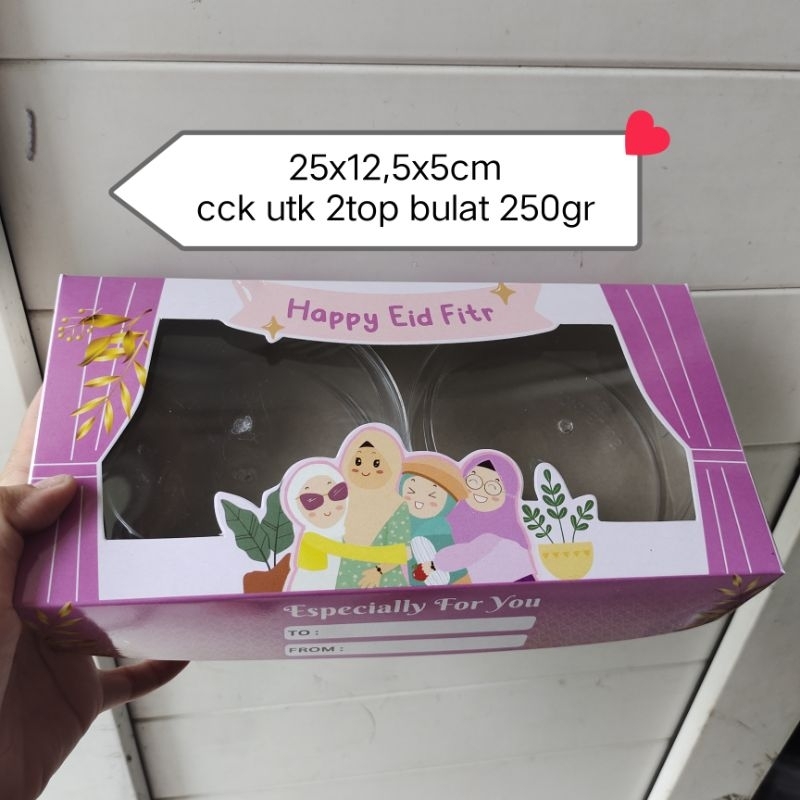 25x12,5x5cm
cck utk 2top bulat 250gr
Happy Eid Fitr
Especially For You
TO :
FROM :